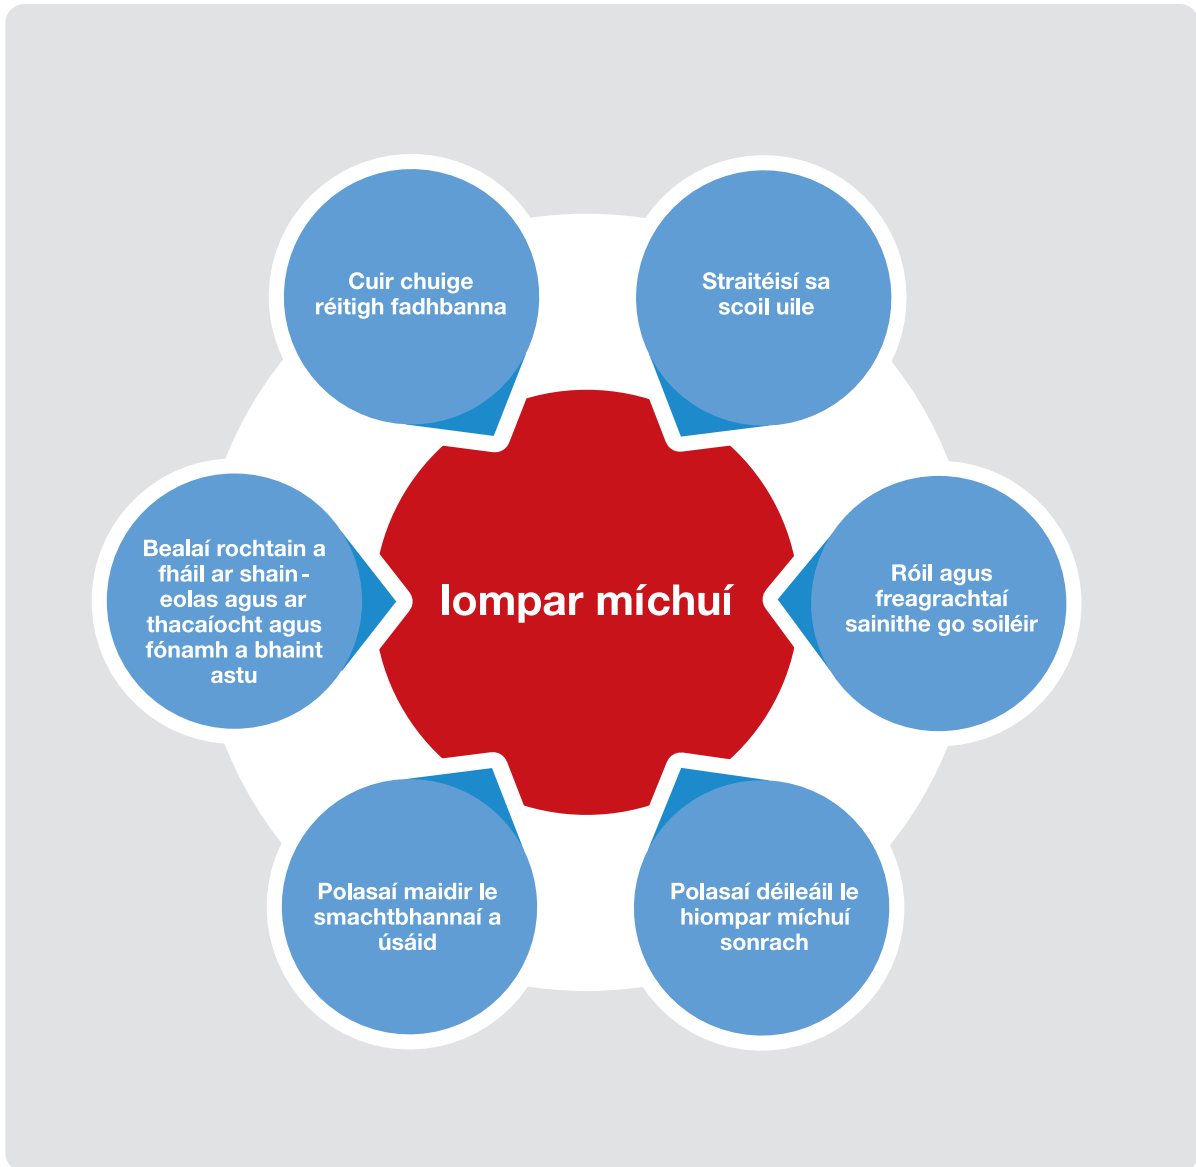 Cuir chuige
réitigh fadhbanna
Straitéisí sa
scoil uile
Bealaí rochtain a
fháil ar shain-
eolas agus ar
thacaíocht agus
fónamh a bhaint
astu
Iompar míchuí
Róil agus
freagrachtaí
sainithe go soiléir
Polasaí maidir le
smachtbhannaí a
úsáid
Polasaí déileáil le
hiompar míchuí
sonrach